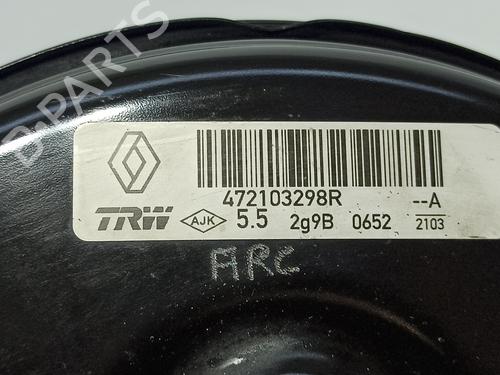 B-PARTS
472103298R --A
TRW AJK 5.5 2g9B 0652 2103
ARC